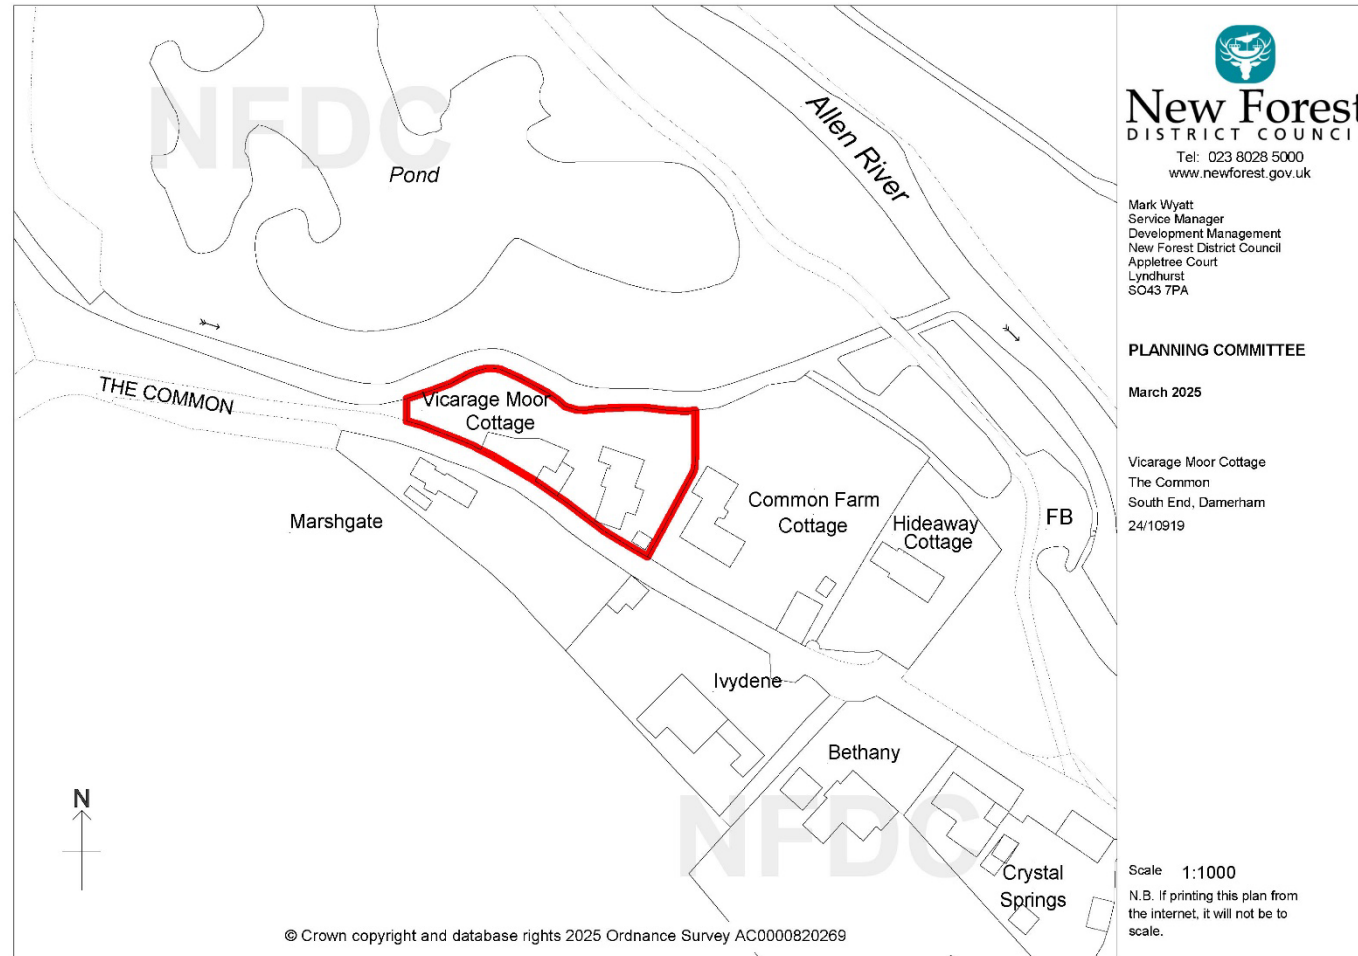 NFDC
Pond
Allen River
THE COMMON
Vicarage Moor
Cottage
Marshgate
Common Farm
Cottage
Hideaway
Cottage
FB
Ivydene
Bethany
NFDC
Crystal
Springs
N
© Crown copyright and database rights 2025 Ordnance Survey AC0000820269
New Forest
DISTRICT COUNCI
Tel: 023 8028 5000
www.newforest.gov.uk
Mark Wyatt
Service Manager
Development Management
New Forest District Council
Appletree Court
Lyndhurst
SO43 7PA
PLANNING COMMITTEE
March 2025
Vicarage Moor Cottage
The Common
South End, Damerham
24/10919
Scale 1:1000
N.B. If printing this plan from
the internet, it will not be to
scale.